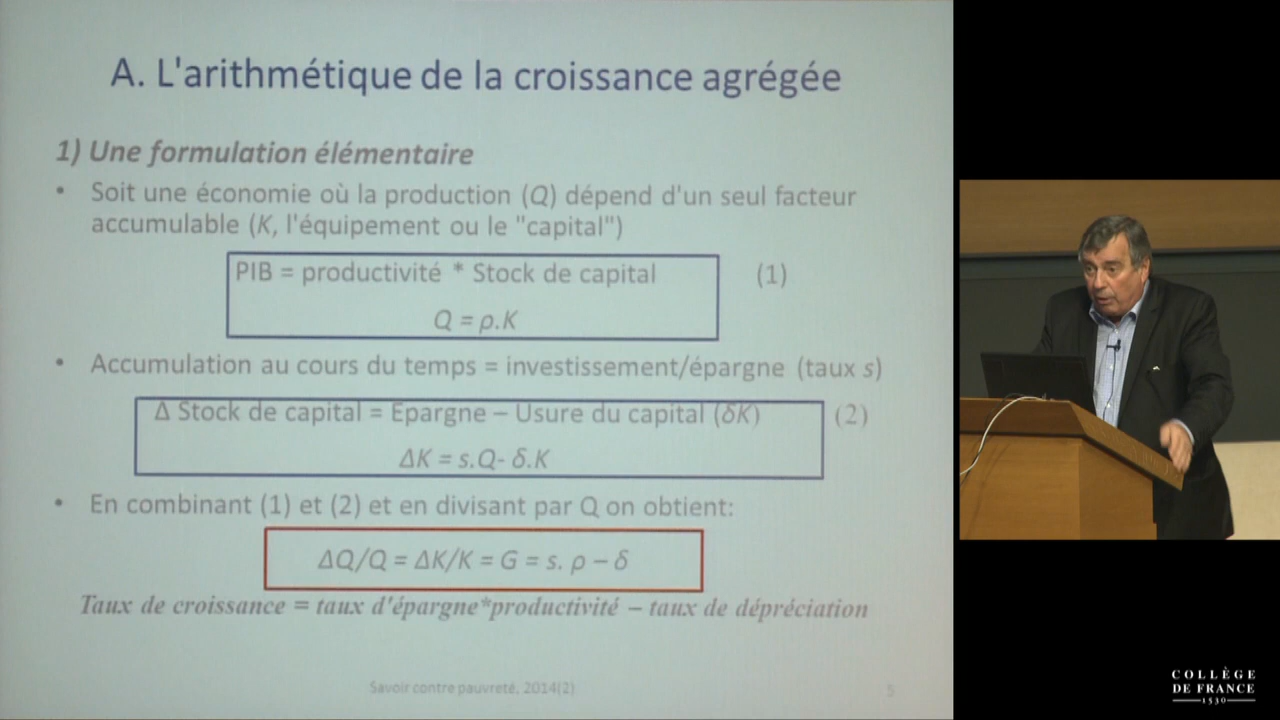 A. L'arithmétique de la croissance agrégée
1) Une formulation élémentaire
• Soit une économie où la production (Q) dépend d'un seul facteur
accumulable (K, l'équipement ou le "capital")
PIB = productivité * Stock de capital (1)
Q = ρ.K
• Accumulation au cours du temps = investissement/épargne (taux s)
Δ Stock de capital = Epargne – Usure du capital (δK) (2)
ΔK = s.Q- δ.K
• En combinant (1) et (2) et en divisant par Q on obtient:
ΔQ/Q = ΔK/K = G = s. ρ – δ
Taux de croissance = taux d'épargne*productivité – taux de dépréciation
Savoir contre pauvreté, 2014(2) 5
COLLÈGE
DE FRANCE
1530